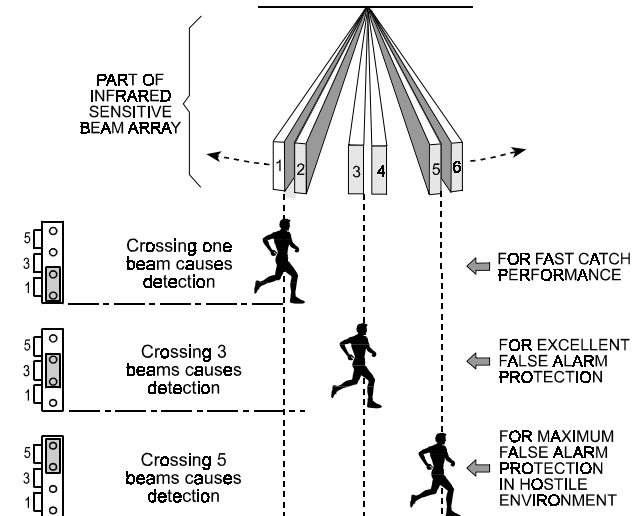 PART OF
INFRARED
SENSITIVE
BEAM ARRAY
1 2 3 4 5 6
5
3
1
Crossing one
beam causes
detection
FOR FAST CATCH
PERFORMANCE
5
3
1
Crossing 3
beams causes
detection
FOR EXCELLENT
FALSE ALARM
PROTECTION
5
3
1
Crossing 5
beams causes
detection
FOR MAXIMUM
FALSE ALARM
PROTECTION
IN HOSTILE
ENVIRONMENT